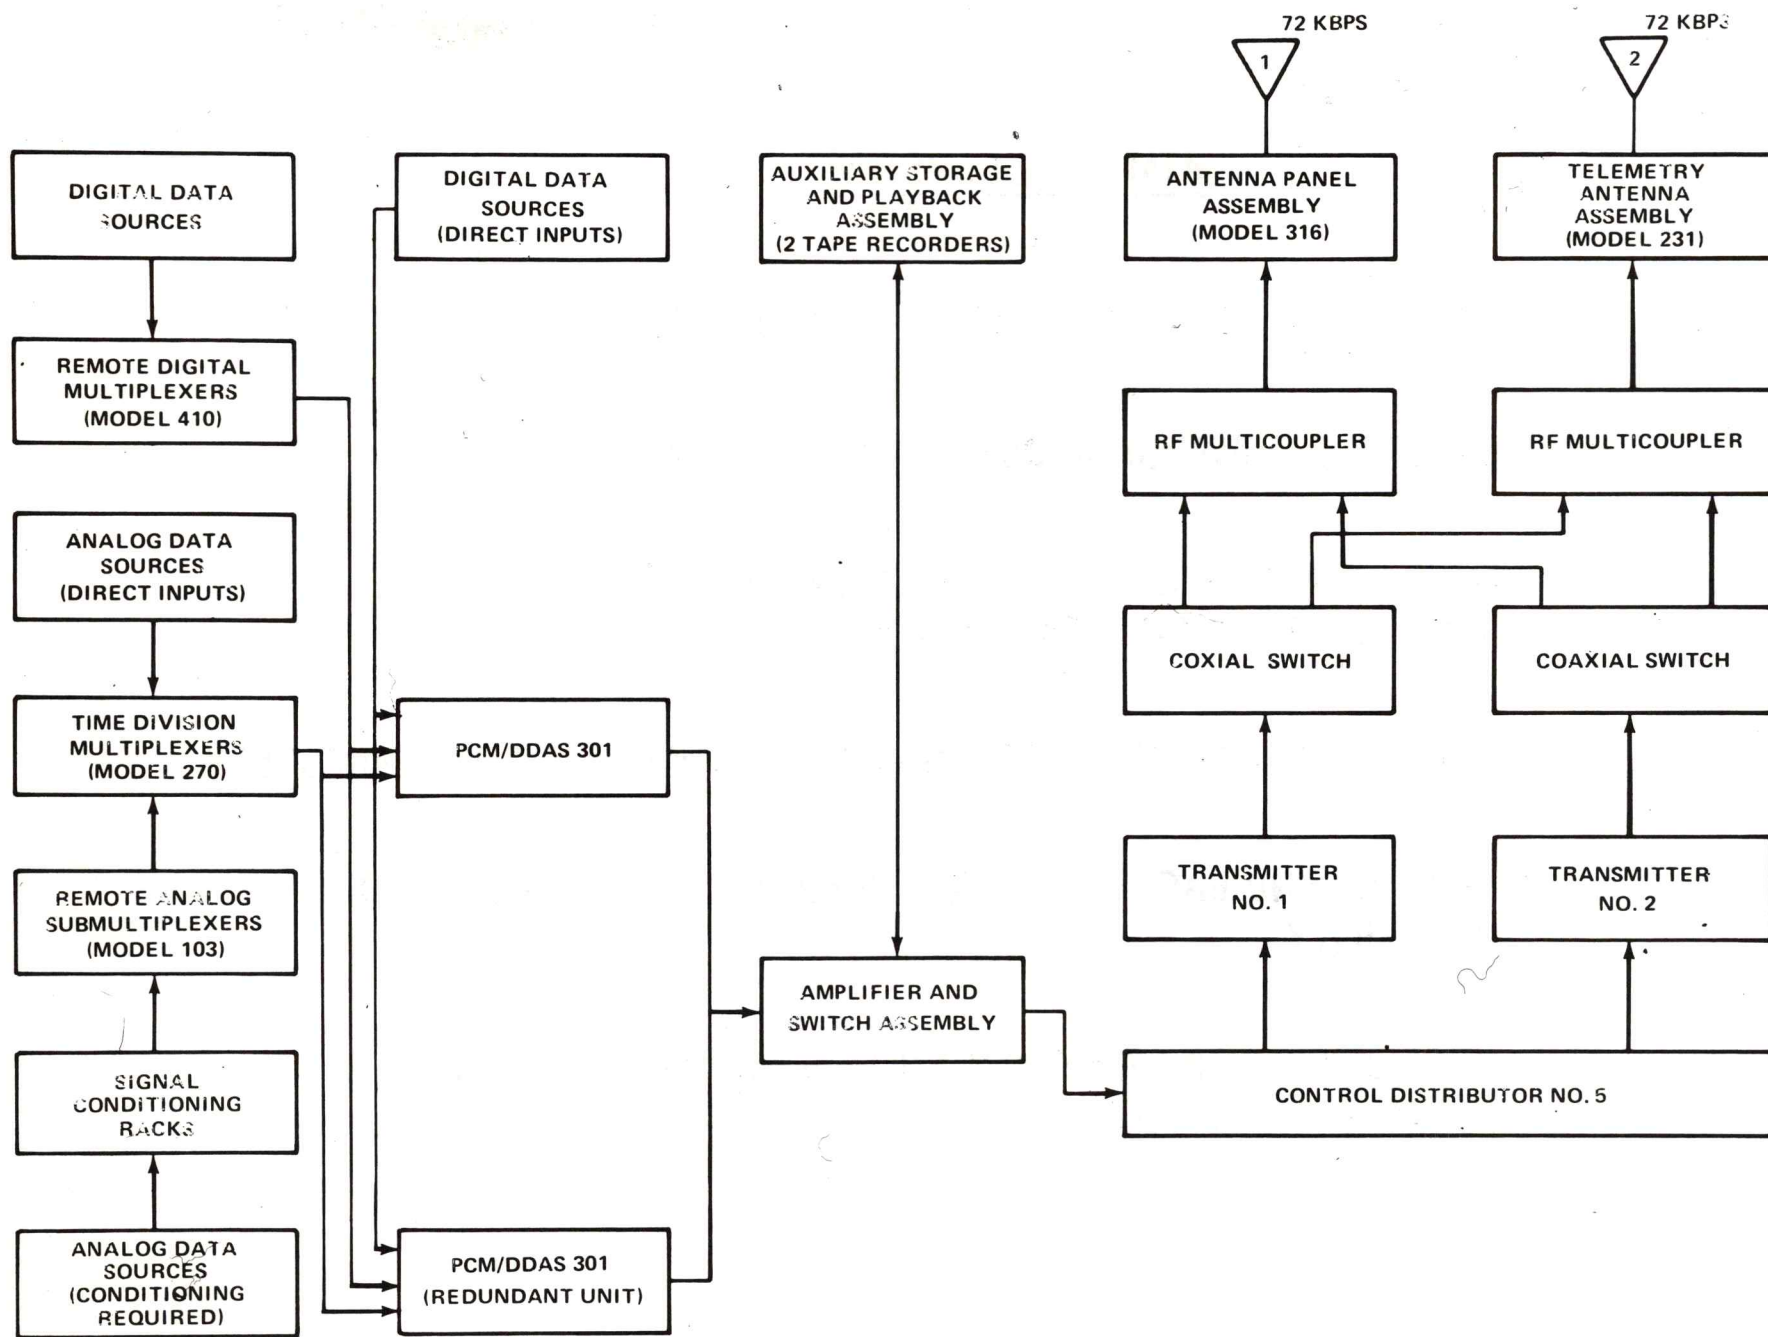 72 KBPS
1
72 KBPS
2
DIGITAL DATA
SOURCES
DIGITAL DATA
SOURCES
(DIRECT INPUTS)
AUXILIARY STORAGE
AND PLAYBACK
ASSEMBLY
(2 TAPE RECORDERS)
ANTENNA PANEL
ASSEMBLY
(MODEL 316)
TELEMETRY
ANTENNA
ASSEMBLY
(MODEL 231)
REMOTE DIGITAL
MULTIPLEXERS
(MODEL 410)
RF MULTICOUPLER
RF MULTICOUPLER
ANALOG DATA
SOURCES
(DIRECT INPUTS)
COXIAL SWITCH
COAXIAL SWITCH
TIME DIVISION
MULTIPLEXERS
(MODEL 270)
PCM/DDAS 301
REMOTE ANALOG
SUBMULTIPLEXERS
(MODEL 103)
TRANSMITTER
NO. 1
TRANSMITTER
NO. 2
AMPLIFIER AND
SWITCH ASSEMBLY
SIGNAL
CONDITIONING
RACKS
CONTROL DISTRIBUTOR NO. 5
ANALOG DATA
SOURCES
(CONDITIONING
REQUIRED)
PCM/DDAS 301
(REDUNDANT UNIT)